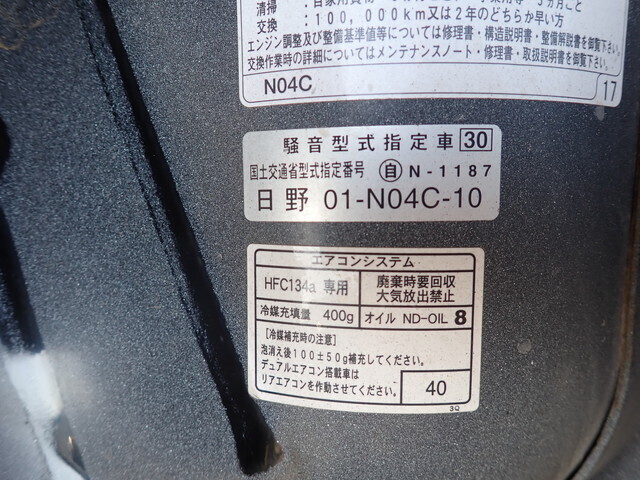 清掃
交換 : 100,000km又は2年のどちらか早い方
エンジン調整及び整備基準値等については修理書・構造説明書・整備解説書を御覧下さい。
交換作業時の詳細についてはメンテナンスノート・修理書・取扱説明書を御覧下さい。
N04C
17
騒音型式指定車 30
国土交通省型式指定番号 自 N-1187
日野 01-N04C-10
エアコンシステム
HFC134a 専用 廃棄時要回収
大気放出禁止
冷媒充填量 400g オイル ND-OIL 8
[冷媒補充時の注意]
泡消え後100±50g補充してください。
デュアルエアコン搭載車は
リアエアコンを作動させてください。
40
3Q